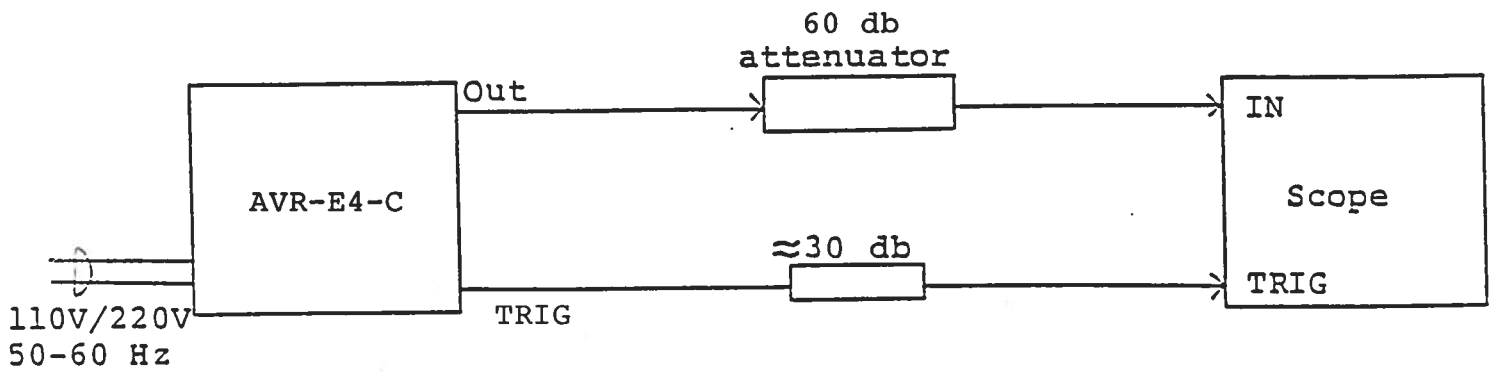 60 db
attenuator
Out
IN
AVR-E4-C
Scope
≈30 db
TRIG
TRIG
110V/220V
50-60 Hz